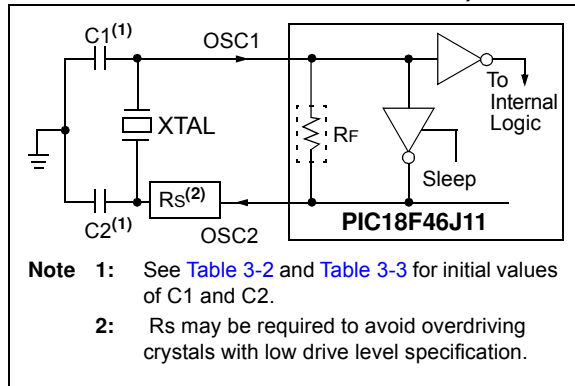 C1(1)
OSC1
To
Internal
Logic
XTAL
RF
Sleep
RS(2)
C2(1)
OSC2
PIC18F46J11
Note 1: See Table 3-2 and Table 3-3 for initial values
of C1 and C2.
2: Rs may be required to avoid overdriving
crystals with low drive level specification.